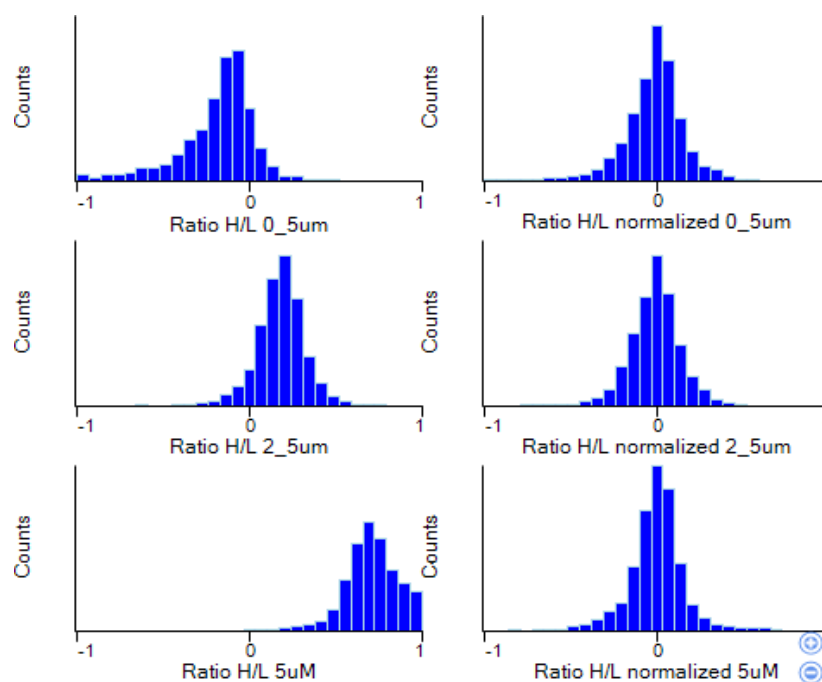 Counts
-1 0 1
Ratio H/L 0_5um
Counts
-1 0
Ratio H/L normalized 0_5um
Counts
-1 0 1
Ratio H/L 2_5um
Counts
-1 0
Ratio H/L normalized 2_5um
Counts
-1 0 1
Ratio H/L 5uM
Counts
-1 0
Ratio H/L normalized 5uM